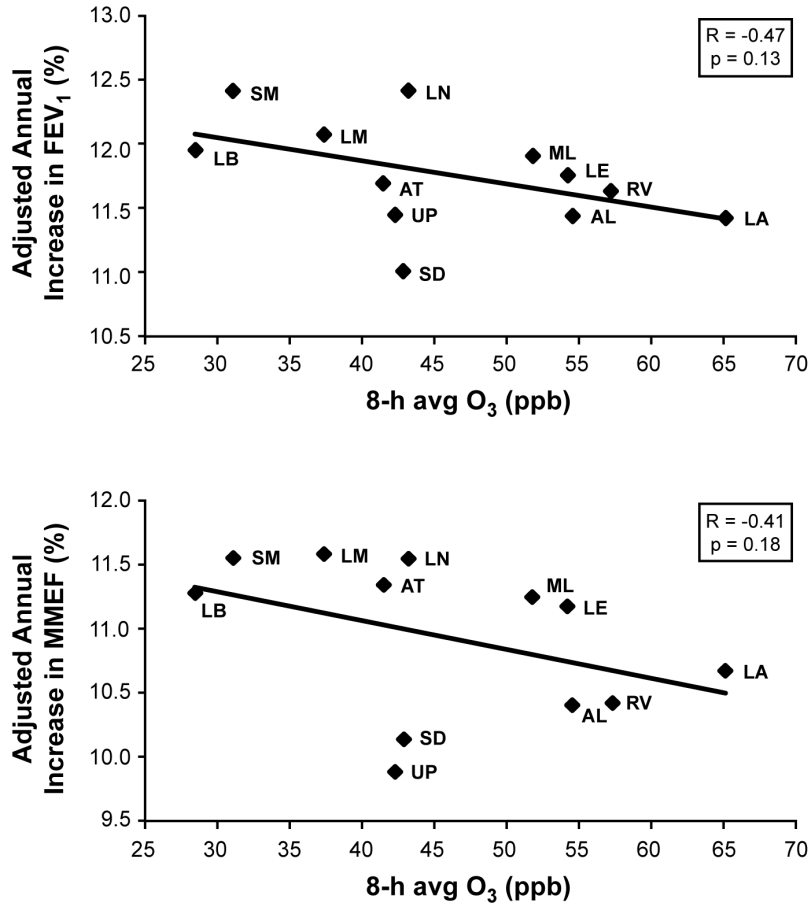 R = -0.47
p = 0.13
Adjusted Annual
Increase in FEV₁ (%)
13.0
12.5
12.0
11.5
11.0
10.5
SM
LN
LM
LB
ML
LE
AT
RV
UP
AL
LA
SD
25 30 35 40 45 50 55 60 65 70
8-h avg O₃ (ppb)
R = -0.41
p = 0.18
Adjusted Annual
Increase in MMEF (%)
12.0
11.5
11.0
10.5
10.0
9.5
SM
LM
LN
AT
ML
LB
LE
LA
RV
AL
SD
UP
25 30 35 40 45 50 55 60 65 70
8-h avg O₃ (ppb)